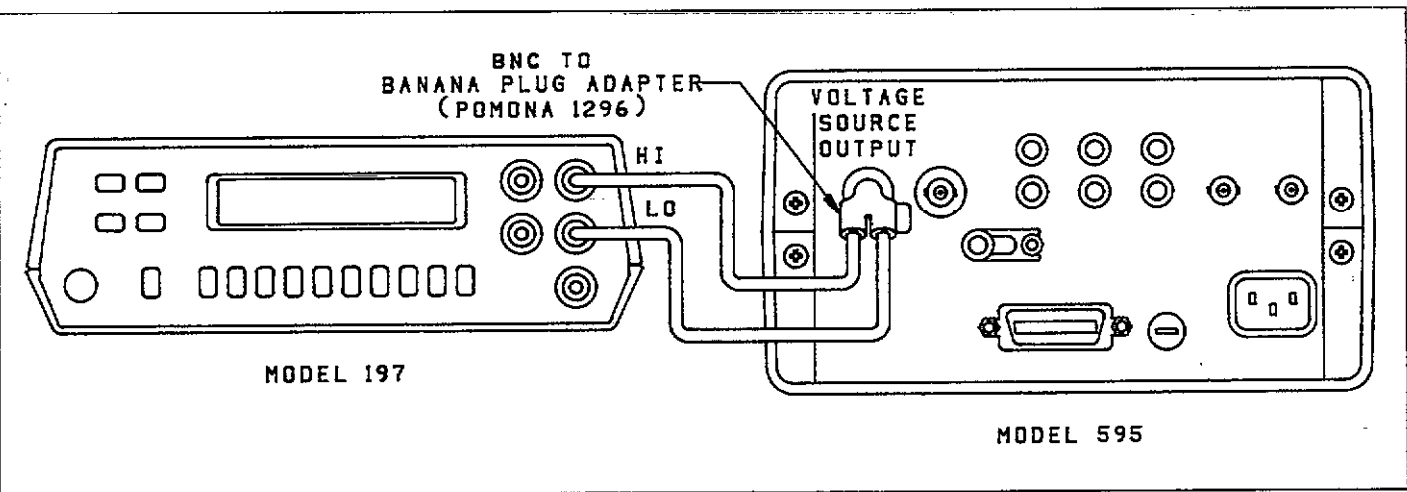 BNC TO
BANANA PLUG ADAPTER
(POMONA 1296)
VOLTAGE
SOURCE
OUTPUT
HI
LO
MODEL 197
MODEL 595